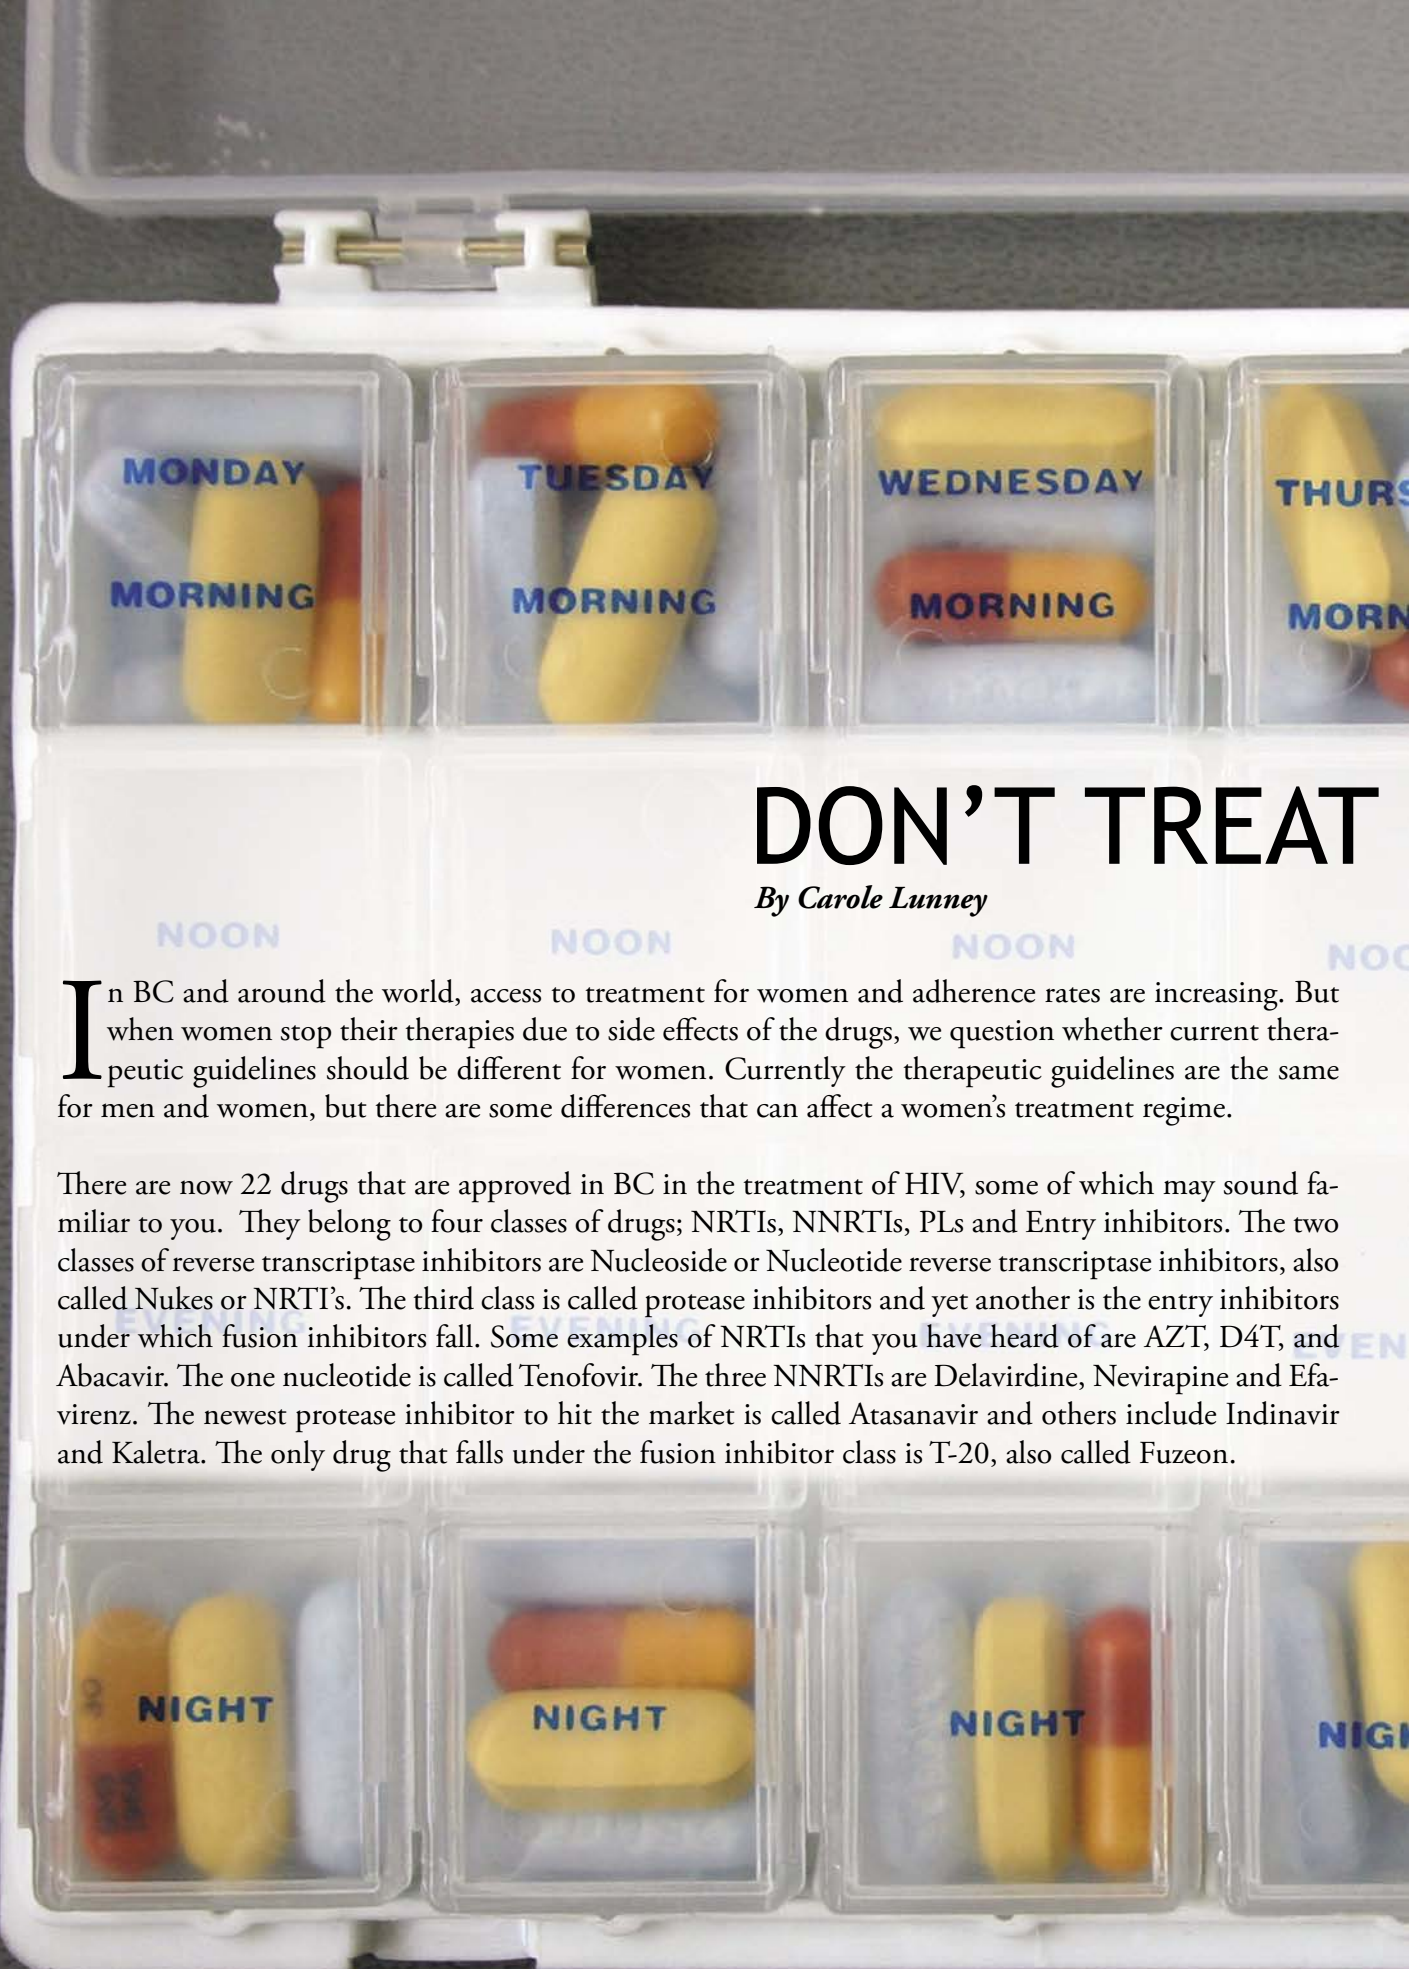 MONDAY
TUESDAY
WEDNESDAY
THURS
MORNING
MORNING
MORNING
MORN
DON’T TREAT
By Carole Lunney
NOON
NOON
NOON
NOO
In BC and around the world, access to treatment for women and adherence rates are increasing. But
when women stop their therapies due to side effects of the drugs, we question whether current thera-
peutic guidelines should be different for women. Currently the therapeutic guidelines are the same
for men and women, but there are some differences that can affect a women’s treatment regime.
There are now 22 drugs that are approved in BC in the treatment of HIV, some of which may sound fa-
miliar to you.  They belong to four classes of drugs; NRTIs, NNRTIs, PLs and Entry inhibitors. The two
classes of reverse transcriptase inhibitors are Nucleoside or Nucleotide reverse transcriptase inhibitors, also
called Nukes or NRTI’s. The third class is called protease inhibitors and yet another is the entry inhibitors
EVENING
EVENING
EVENING
EVEN
under which fusion inhibitors fall. Some examples of NRTIs that you have heard of are AZT, D4T, and
Abacavir. The one nucleotide is called Tenofovir. The three NNRTIs are Delavirdine, Nevirapine and Efa-
virenz. The newest protease inhibitor to hit the market is called Atasanavir and others include Indinavir
and Kaletra. The only drug that falls under the fusion inhibitor class is T-20, also called Fuzeon.
NIGHT
NIGHT
NIGHT
NIGH